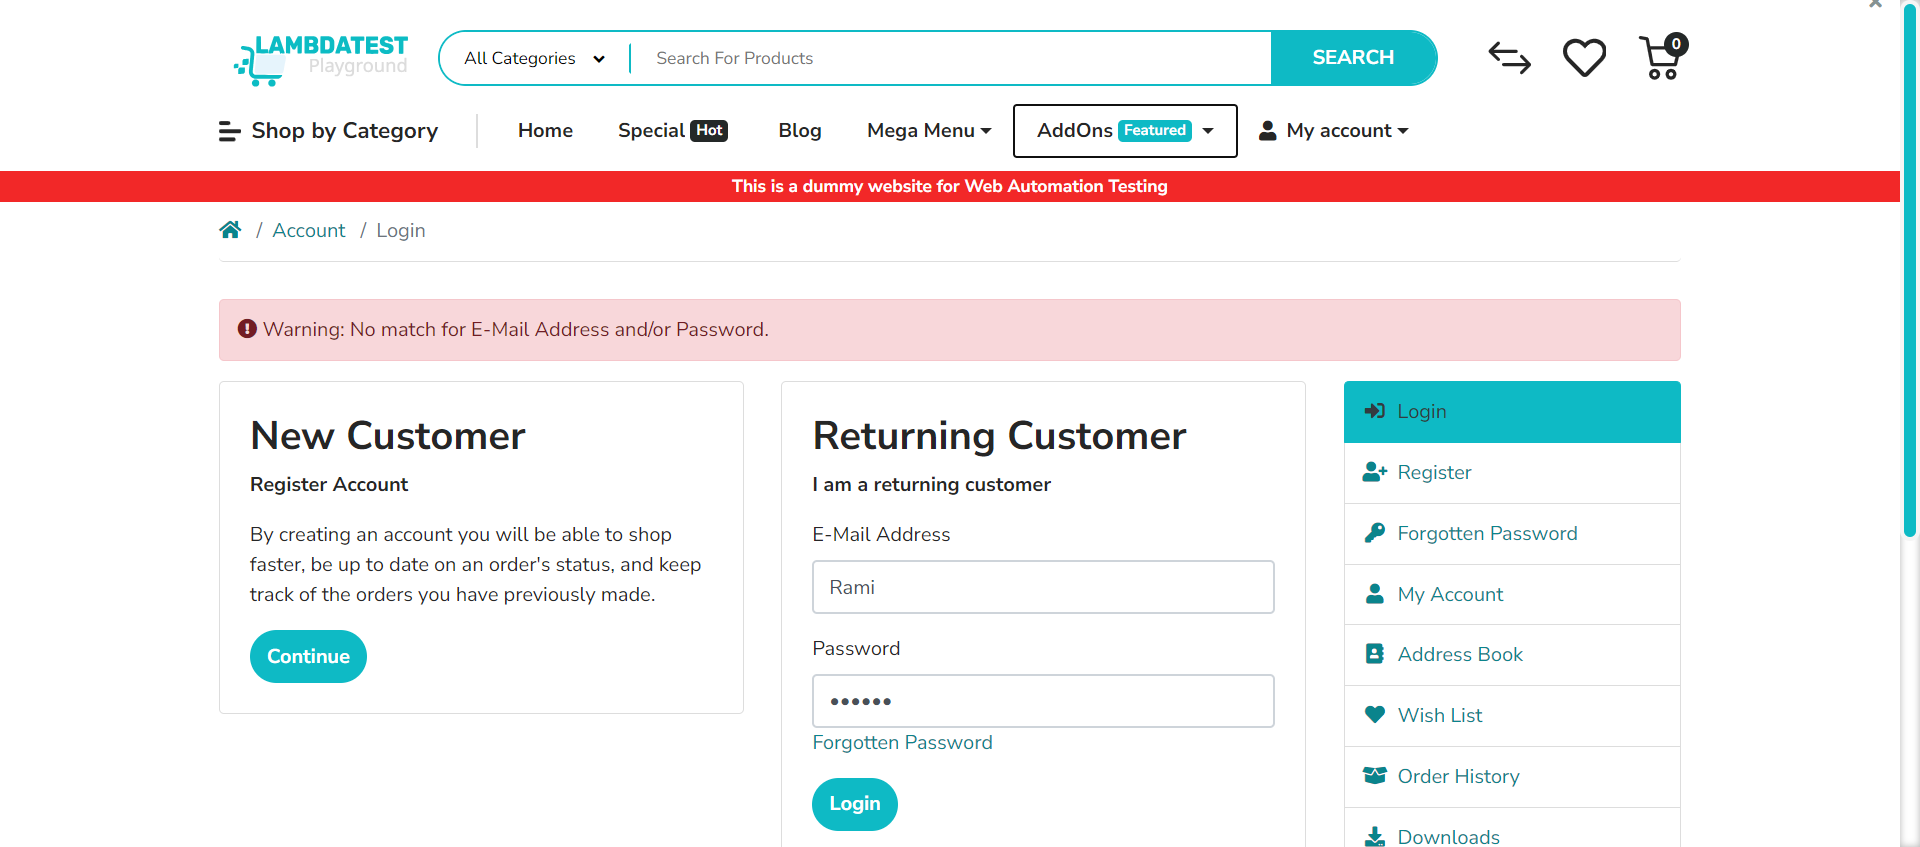 LAMBDATEST
Playground
All Categories
Search For Products
SEARCH
0
Shop by Category
Home
Special Hot
Blog
Mega Menu
AddOns Featured
My account
This is a dummy website for Web Automation Testing
/ Account / Login
Warning: No match for E-Mail Address and/or Password.
New Customer
Register Account
By creating an account you will be able to shop
faster, be up to date on an order's status, and keep
track of the orders you have previously made.
Continue
Returning Customer
I am a returning customer
E-Mail Address
Rami
Password
••••••
Forgotten Password
Login
Login
Register
Forgotten Password
My Account
Address Book
Wish List
Order History
Downloads